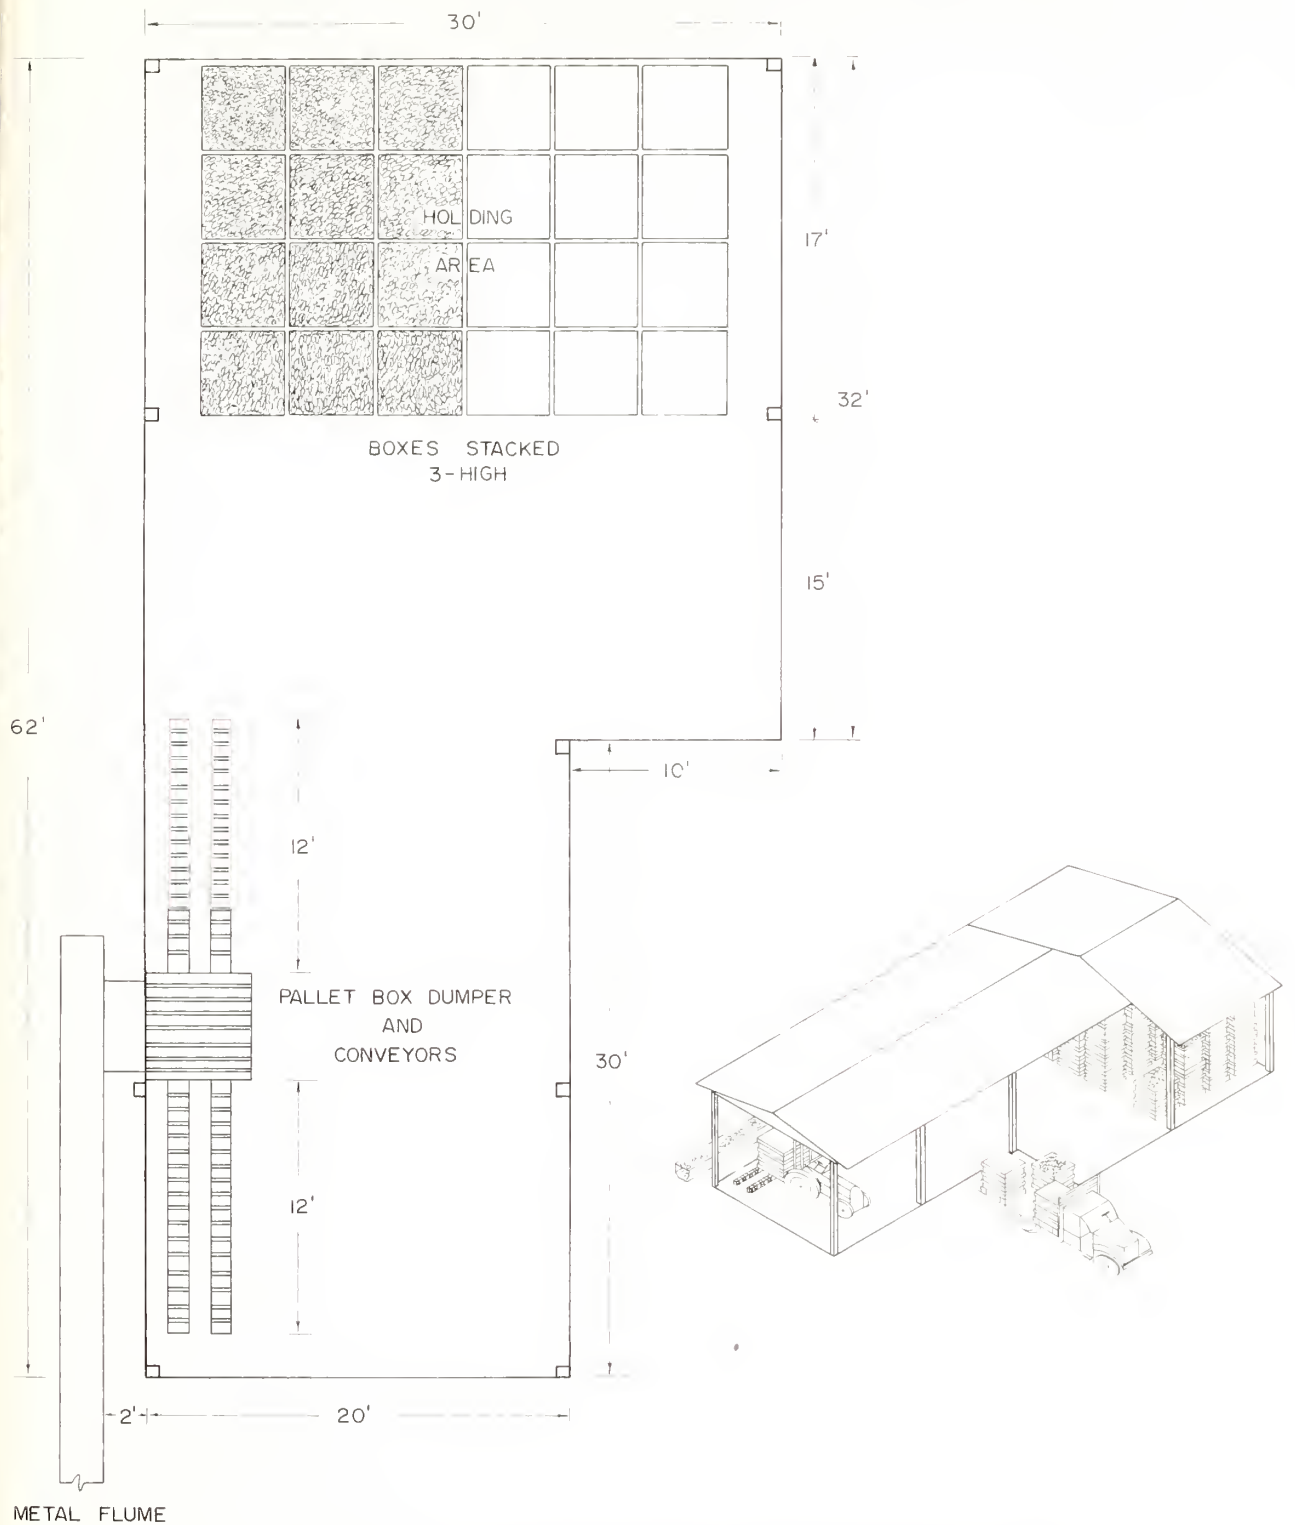 30'
HOLDING
17'
AREA
32'
BOXES STACKED
3-HIGH
15'
62'
10'
12'
PALLET BOX DUMPER
AND
CONVEYORS
30'
12'
2'
20'
METAL FLUME